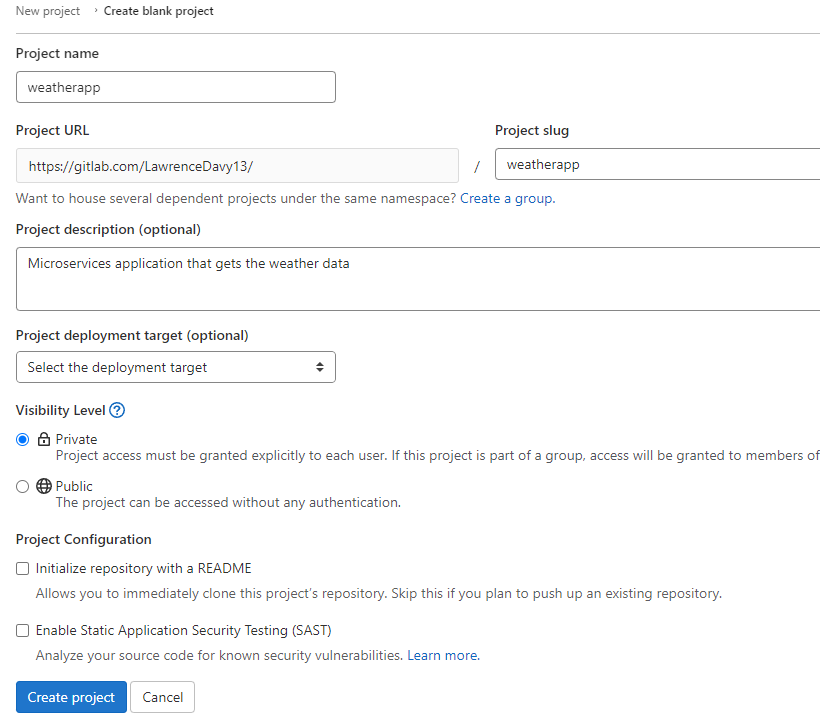 New project › Create blank project
Project name
weatherapp
Project URL
Project slug
https://gitlab.com/LawrenceDavy13/ / weatherapp
Want to house several dependent projects under the same namespace? Create a group.
Project description (optional)
Microservices application that gets the weather data
Project deployment target (optional)
Select the deployment target
Visibility Level ?
Private
Project access must be granted explicitly to each user. If this project is part of a group, access will be granted to members of
Public
The project can be accessed without any authentication.
Project Configuration
Initialize repository with a README
Allows you to immediately clone this project's repository. Skip this if you plan to push up an existing repository.
Enable Static Application Security Testing (SAST)
Analyze your source code for known security vulnerabilities. Learn more.
Create project Cancel